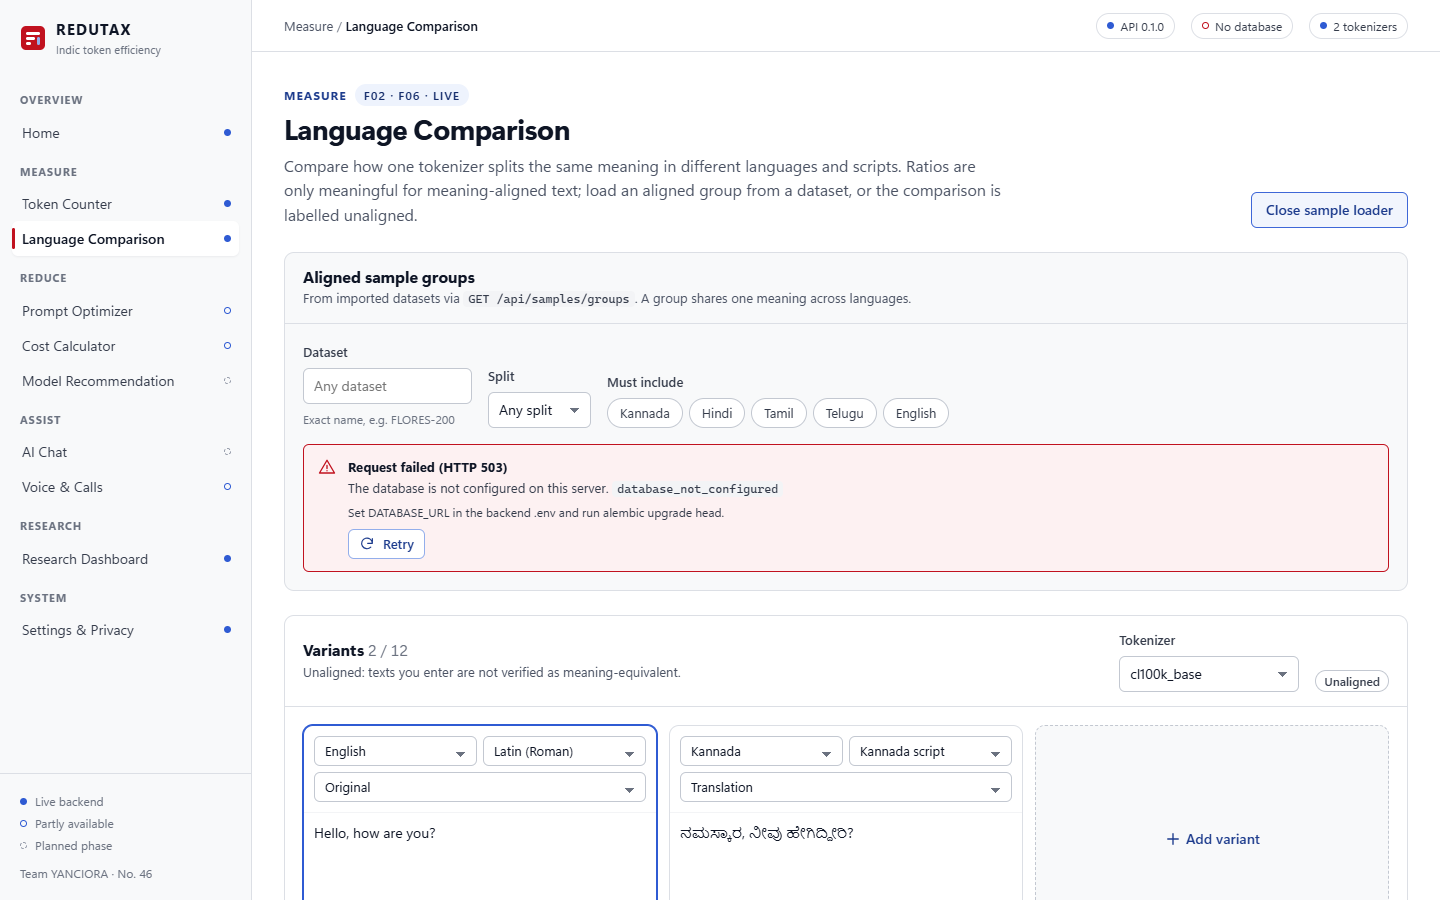 REDUTAX
Indic token efficiency
OVERVIEW
Home
MEASURE
Token Counter
Language Comparison
REDUCE
Prompt Optimizer
Cost Calculator
Model Recommendation
ASSIST
AI Chat
Voice & Calls
RESEARCH
Research Dashboard
SYSTEM
Settings & Privacy
Live backend
Partly available
Planned phase
Team YANCIORA · No. 46
Measure / Language Comparison
API 0.1.0
No database
2 tokenizers
MEASURE F02 · F06 · LIVE
Language Comparison
Compare how one tokenizer splits the same meaning in different languages and scripts. Ratios are
only meaningful for meaning-aligned text; load an aligned group from a dataset, or the comparison is
labelled unaligned.
Close sample loader
Aligned sample groups
From imported datasets via GET /api/samples/groups . A group shares one meaning across languages.
Dataset
Any dataset
Exact name, e.g. FLORES-200
Split
Any split
Must include
Kannada Hindi Tamil Telugu English
Request failed (HTTP 503)
The database is not configured on this server. database_not_configured
Set DATABASE_URL in the backend .env and run alembic upgrade head.
Retry
Variants 2 / 12
Unaligned: texts you enter are not verified as meaning-equivalent.
Tokenizer
cl100k_base
Unaligned
English Latin (Roman)
Original
Hello, how are you?
Kannada Kannada script
Translation
ನಮಸ್ಕಾರ, ನೀವು ಹೇಗಿದ್ದೀರಿ?
+ Add variant